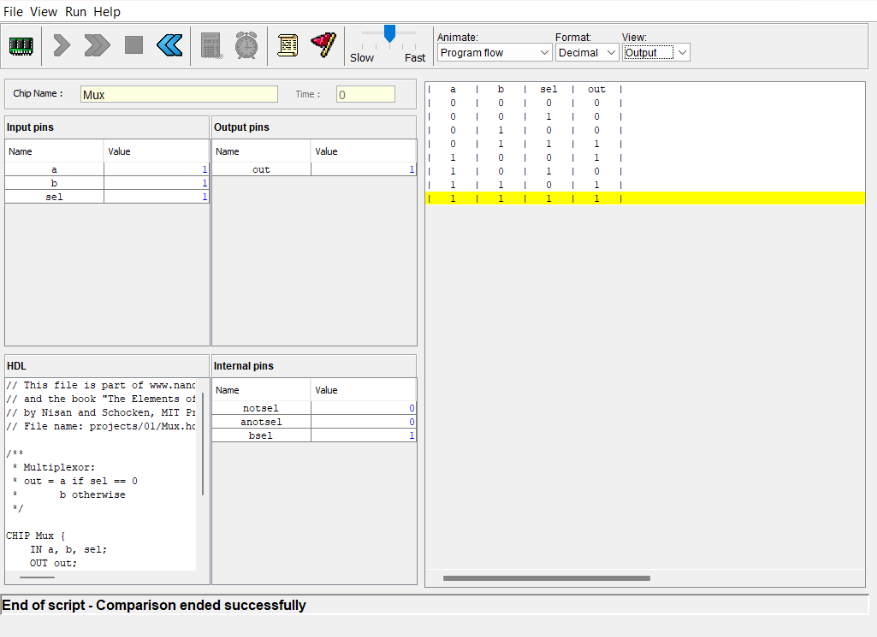 File View Run Help
Slow Fast
Animate: Format: View:
Program flow Decimal Output
Chip Name : Mux Time : 0
Input pins
Name Value
a 1
b 1
sel 1
Output pins
Name Value
out 1
| a | b | sel | out |
| 0 | 0 | 0 | 0 |
| 0 | 0 | 1 | 0 |
| 0 | 1 | 0 | 0 |
| 0 | 1 | 1 | 1 |
| 1 | 0 | 0 | 1 |
| 1 | 0 | 1 | 0 |
| 1 | 1 | 0 | 1 |
| 1 | 1 | 1 | 1 |
HDL
// This file is part of www.nand
// and the book "The Elements of
// by Nisan and Schocken, MIT Pr
// File name: projects/01/Mux.hd
/**
* Multiplexor:
* out = a if sel == 0
* b otherwise
*/
CHIP Mux {
IN a, b, sel;
OUT out;
Internal pins
Name Value
notsel 0
anotsel 0
bsel 1
End of script - Comparison ended successfully